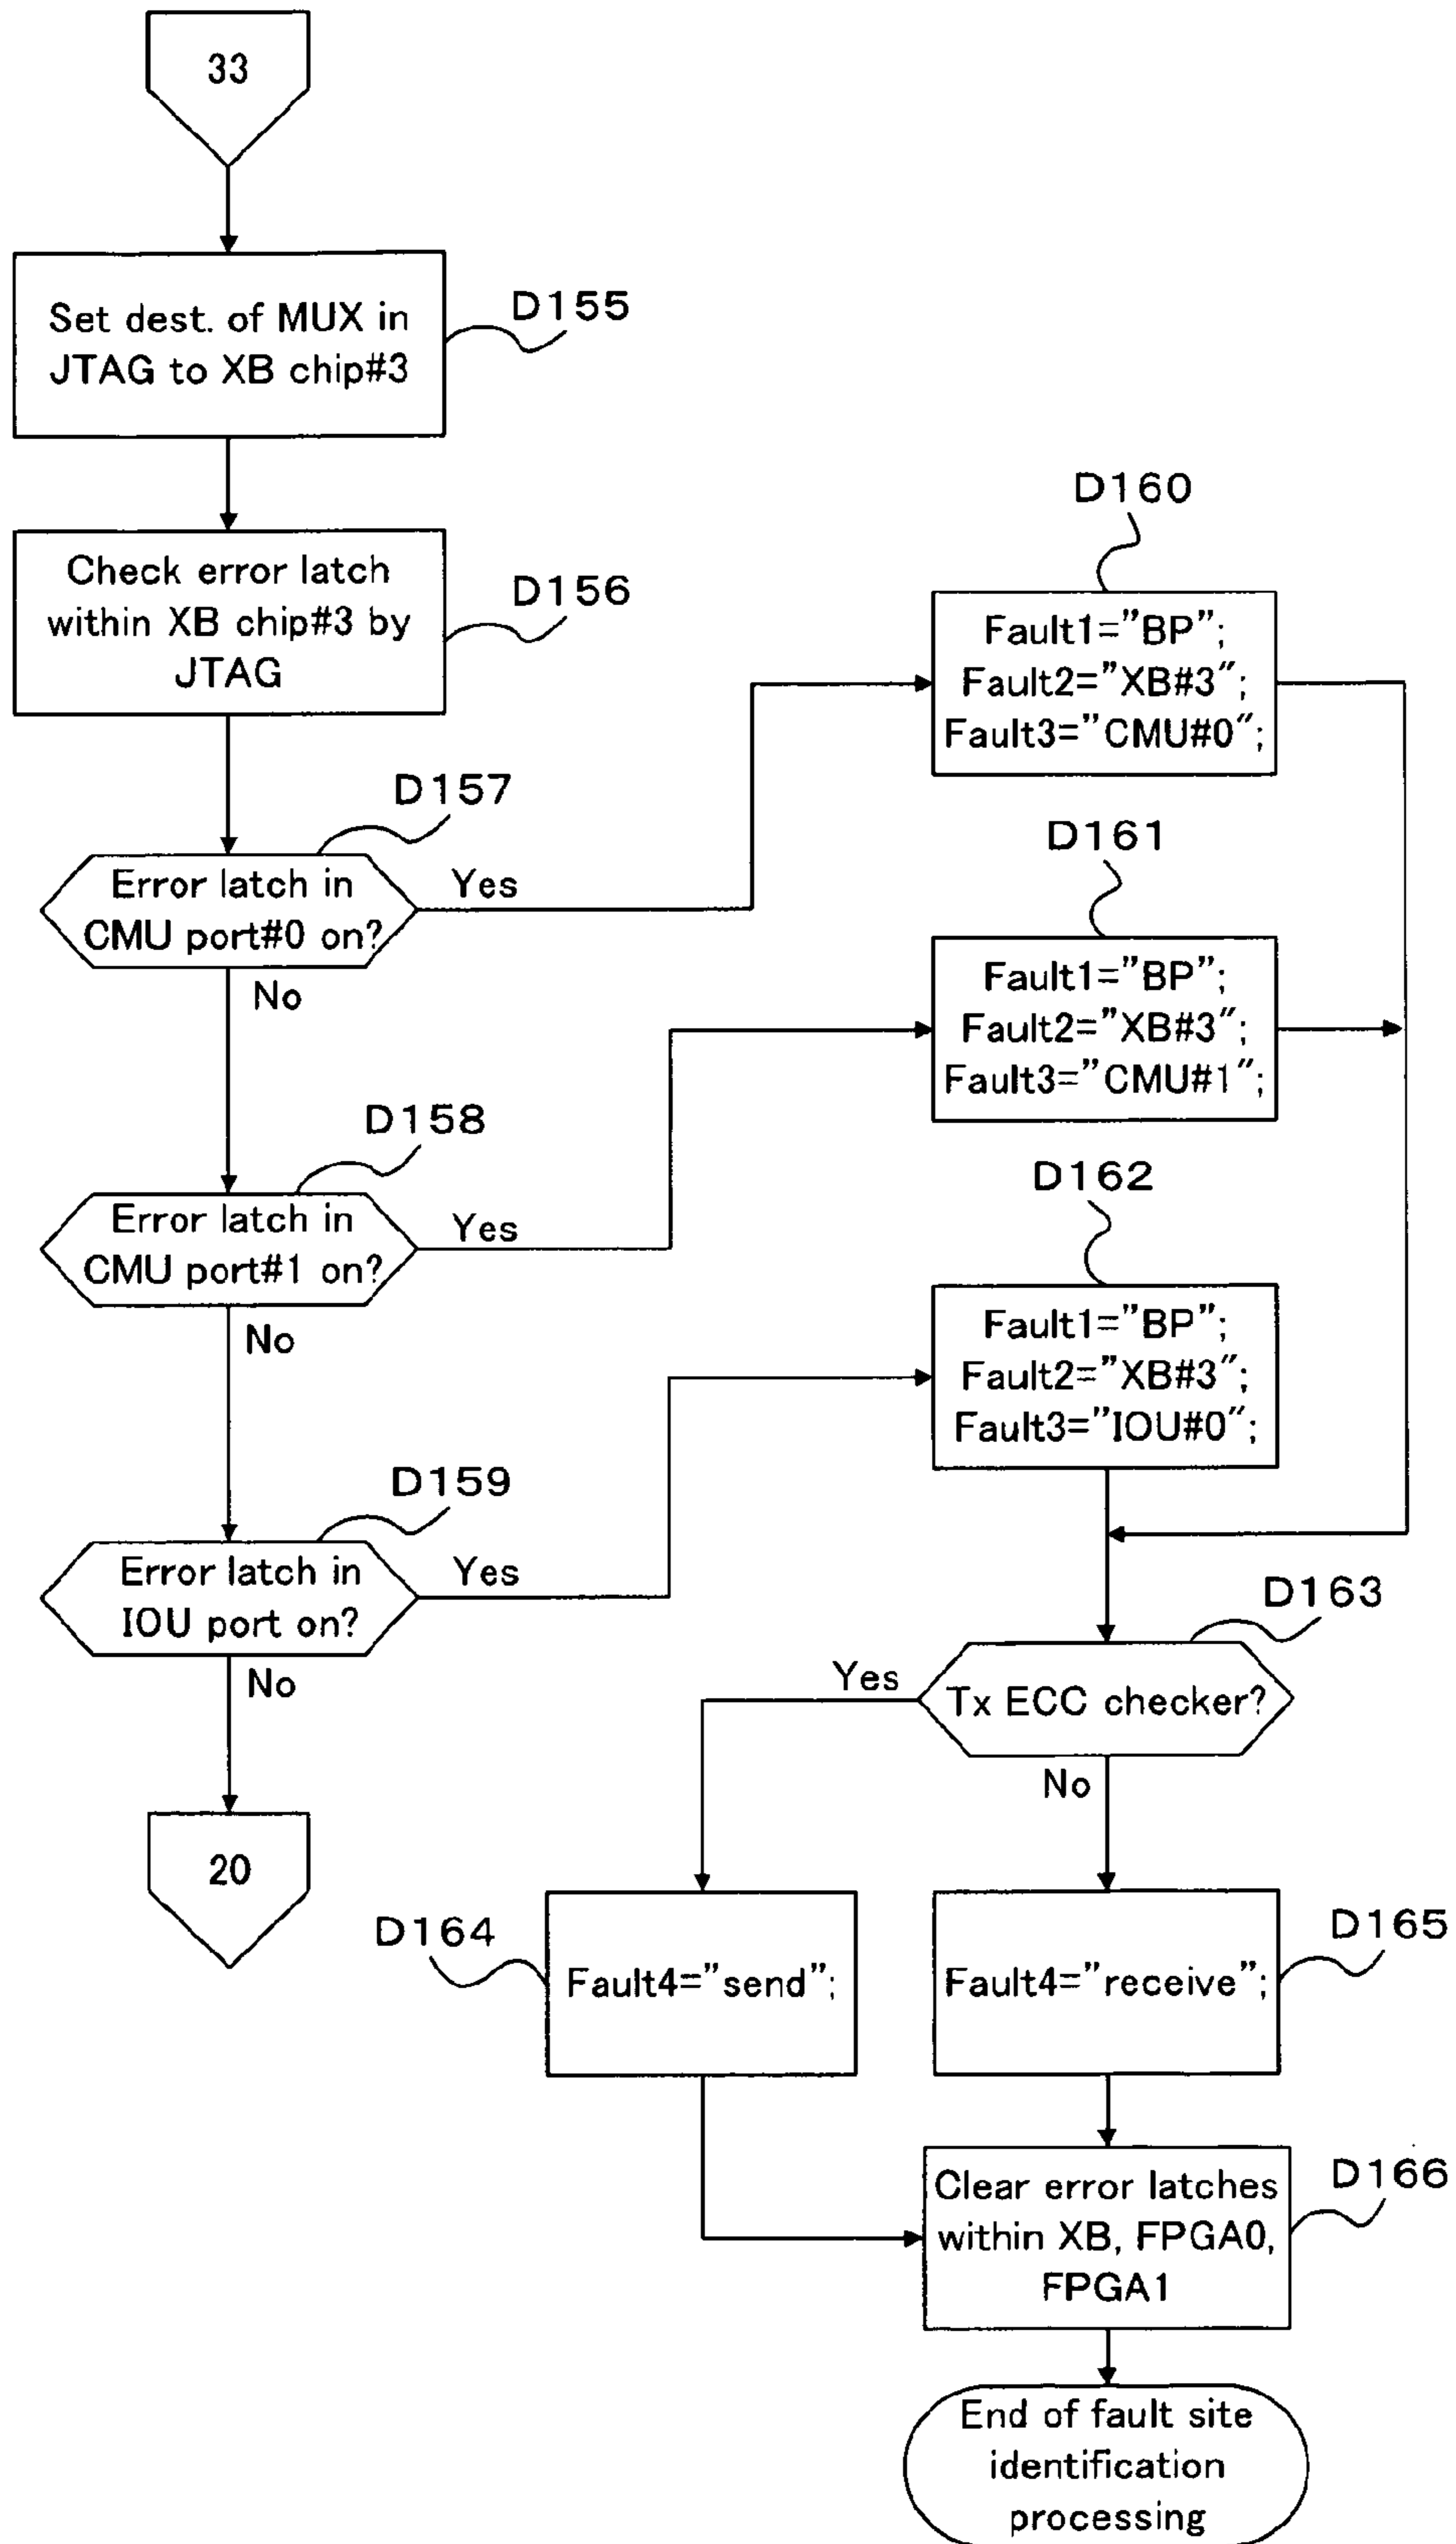 33
Set dest. of MUX in
JTAG to XB chip#3
D155
Check error latch
within XB chip#3 by
JTAG
D156
D157
Error latch in
CMU port#0 on?
Yes
No
D158
Error latch in
CMU port#1 on?
Yes
No
D159
Error latch in
IOU port on?
Yes
No
20
D160
Fault1="BP";
Fault2="XB#3";
Fault3="CMU#0";
D161
Fault1="BP";
Fault2="XB#3";
Fault3="CMU#1";
D162
Fault1="BP";
Fault2="XB#3";
Fault3="IOU#0";
D163
Tx ECC checker?
Yes
No
D164
Fault4="send";
D165
Fault4="receive";
D166
Clear error latches
within XB, FPGA0,
FPGA1
End of fault site
identification
processing